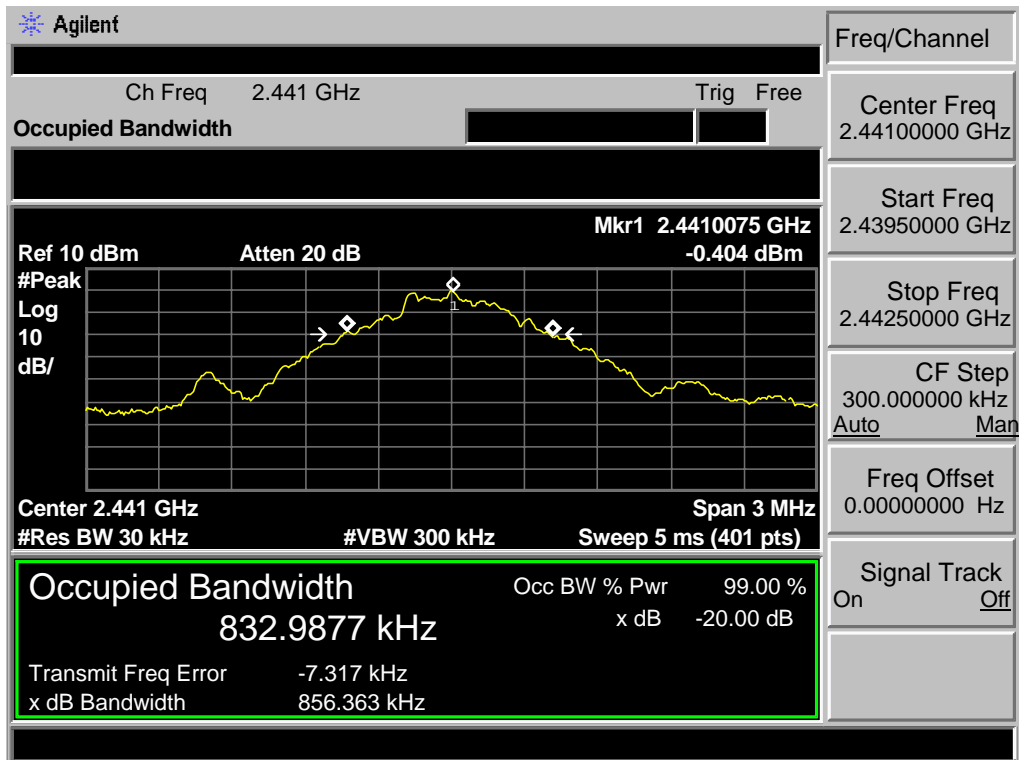 Agilent
Freq/Channel
Ch Freq 2.441 GHz Trig Free
Occupied Bandwidth
Center Freq
2.44100000 GHz
Start Freq
2.43950000 GHz
Stop Freq
2.44250000 GHz
CF Step
300.000000 kHz
Auto Man
Freq Offset
0.00000000 Hz
Signal Track
On Off
Mkr1 2.4410075 GHz
Ref 10 dBm Atten 20 dB -0.404 dBm
#Peak
Log
10
dB/
1
Center 2.441 GHz Span 3 MHz
#Res BW 30 kHz #VBW 300 kHz Sweep 5 ms (401 pts)
Occupied Bandwidth Occ BW % Pwr 99.00 %
832.9877 kHz x dB -20.00 dB
Transmit Freq Error -7.317 kHz
x dB Bandwidth 856.363 kHz